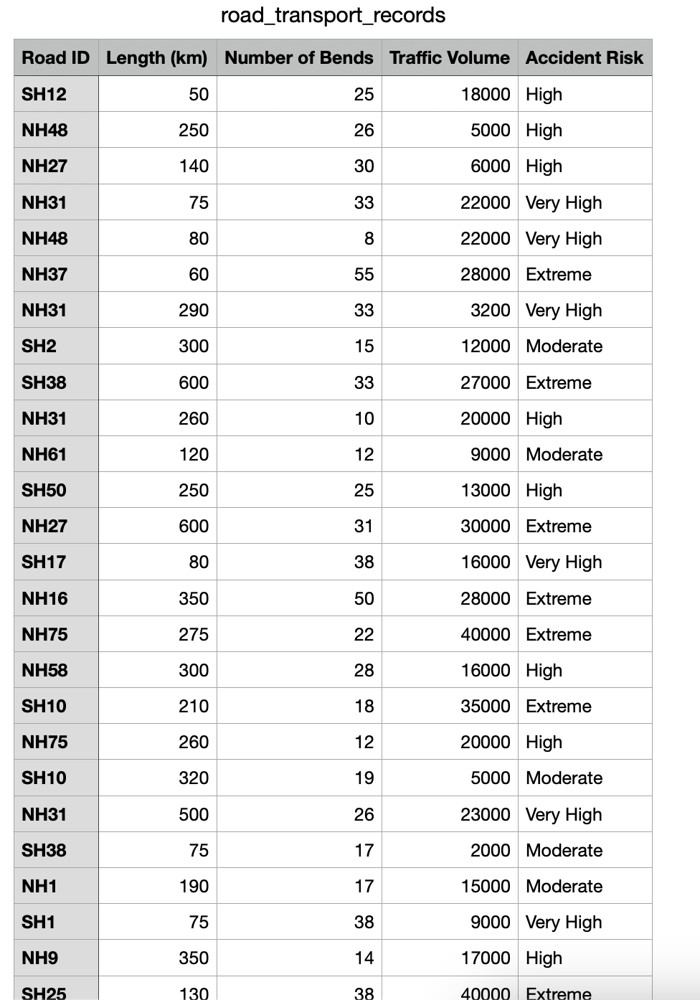 road_transport_records
Road ID Length (km) Number of Bends Traffic Volume Accident Risk
SH12 50 25 18000 High
NH48 250 26 5000 High
NH27 140 30 6000 High
NH31 75 33 22000 Very High
NH48 80 8 22000 Very High
NH37 60 55 28000 Extreme
NH31 290 33 3200 Very High
SH2 300 15 12000 Moderate
SH38 600 33 27000 Extreme
NH31 260 10 20000 High
NH61 120 12 9000 Moderate
SH50 250 25 13000 High
NH27 600 31 30000 Extreme
SH17 80 38 16000 Very High
NH16 350 50 28000 Extreme
NH75 275 22 40000 Extreme
NH58 300 28 16000 High
SH10 210 18 35000 Extreme
NH75 260 12 20000 High
SH10 320 19 5000 Moderate
NH31 500 26 23000 Very High
SH38 75 17 2000 Moderate
NH1 190 17 15000 Moderate
SH1 75 38 9000 Very High
NH9 350 14 17000 High
SH25 130 38 40000 Extreme